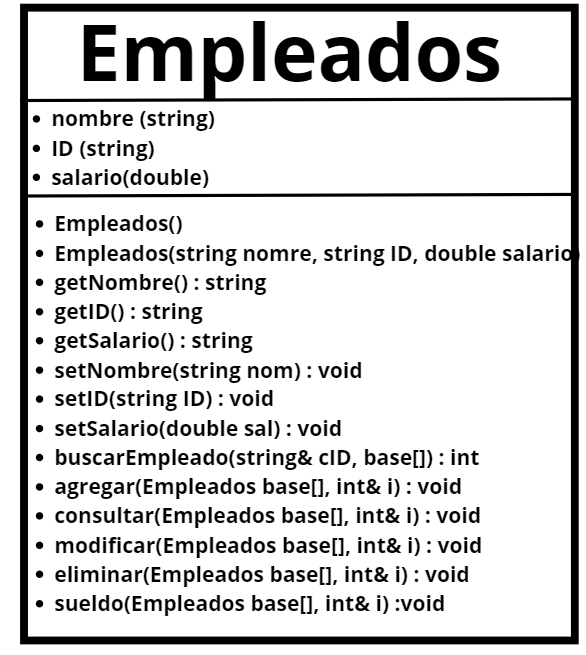 Empleados
• nombre (string)
• ID (string)
• salario(double)
• Empleados()
• Empleados(string nomre, string ID, double salario)
• getNombre() : string
• getID() : string
• getSalario() : string
• setNombre(string nom) : void
• setID(string ID) : void
• setSalario(double sal) : void
• buscarEmpleado(string& cID, base[]) : int
• agregar(Empleados base[], int& i) : void
• consultar(Empleados base[], int& i) : void
• modificar(Empleados base[], int& i) : void
• eliminar(Empleados base[], int& i) : void
• sueldo(Empleados base[], int& i) :void